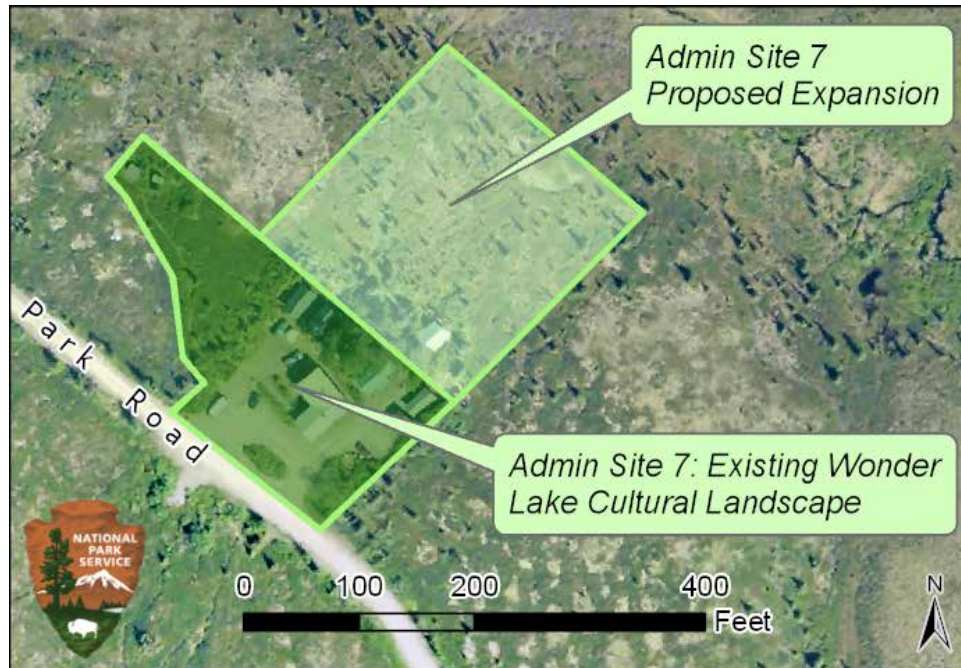 Admin Site 7
Proposed Expansion
Park Road
Admin Site 7: Existing Wonder
Lake Cultural Landscape
NATIONAL
PARK
SERVICE
0 100 200 400
Feet
N